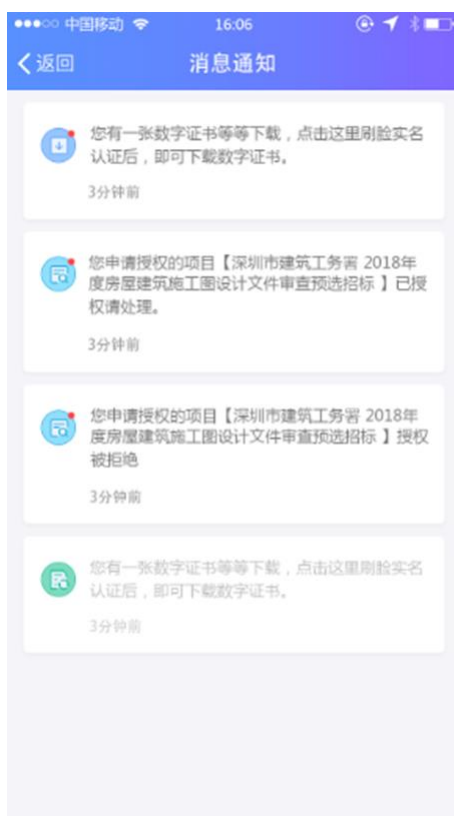 中国移动 16:06
返回 消息通知
您有一张数字证书等等下载，点击这里刷脸实名
认证后，即可下载数字证书。
3分钟前
您申请授权的项目【深圳市建筑工务署 2018年
度房屋建筑施工图设计文件审查预选招标 】已授
权请处理。
3分钟前
您申请授权的项目【深圳市建筑工务署 2018年
度房屋建筑施工图设计文件审查预选招标 】授权
被拒绝
3分钟前
您有一张数字证书等等下载，点击这里刷脸实名
认证后，即可下载数字证书。
3分钟前